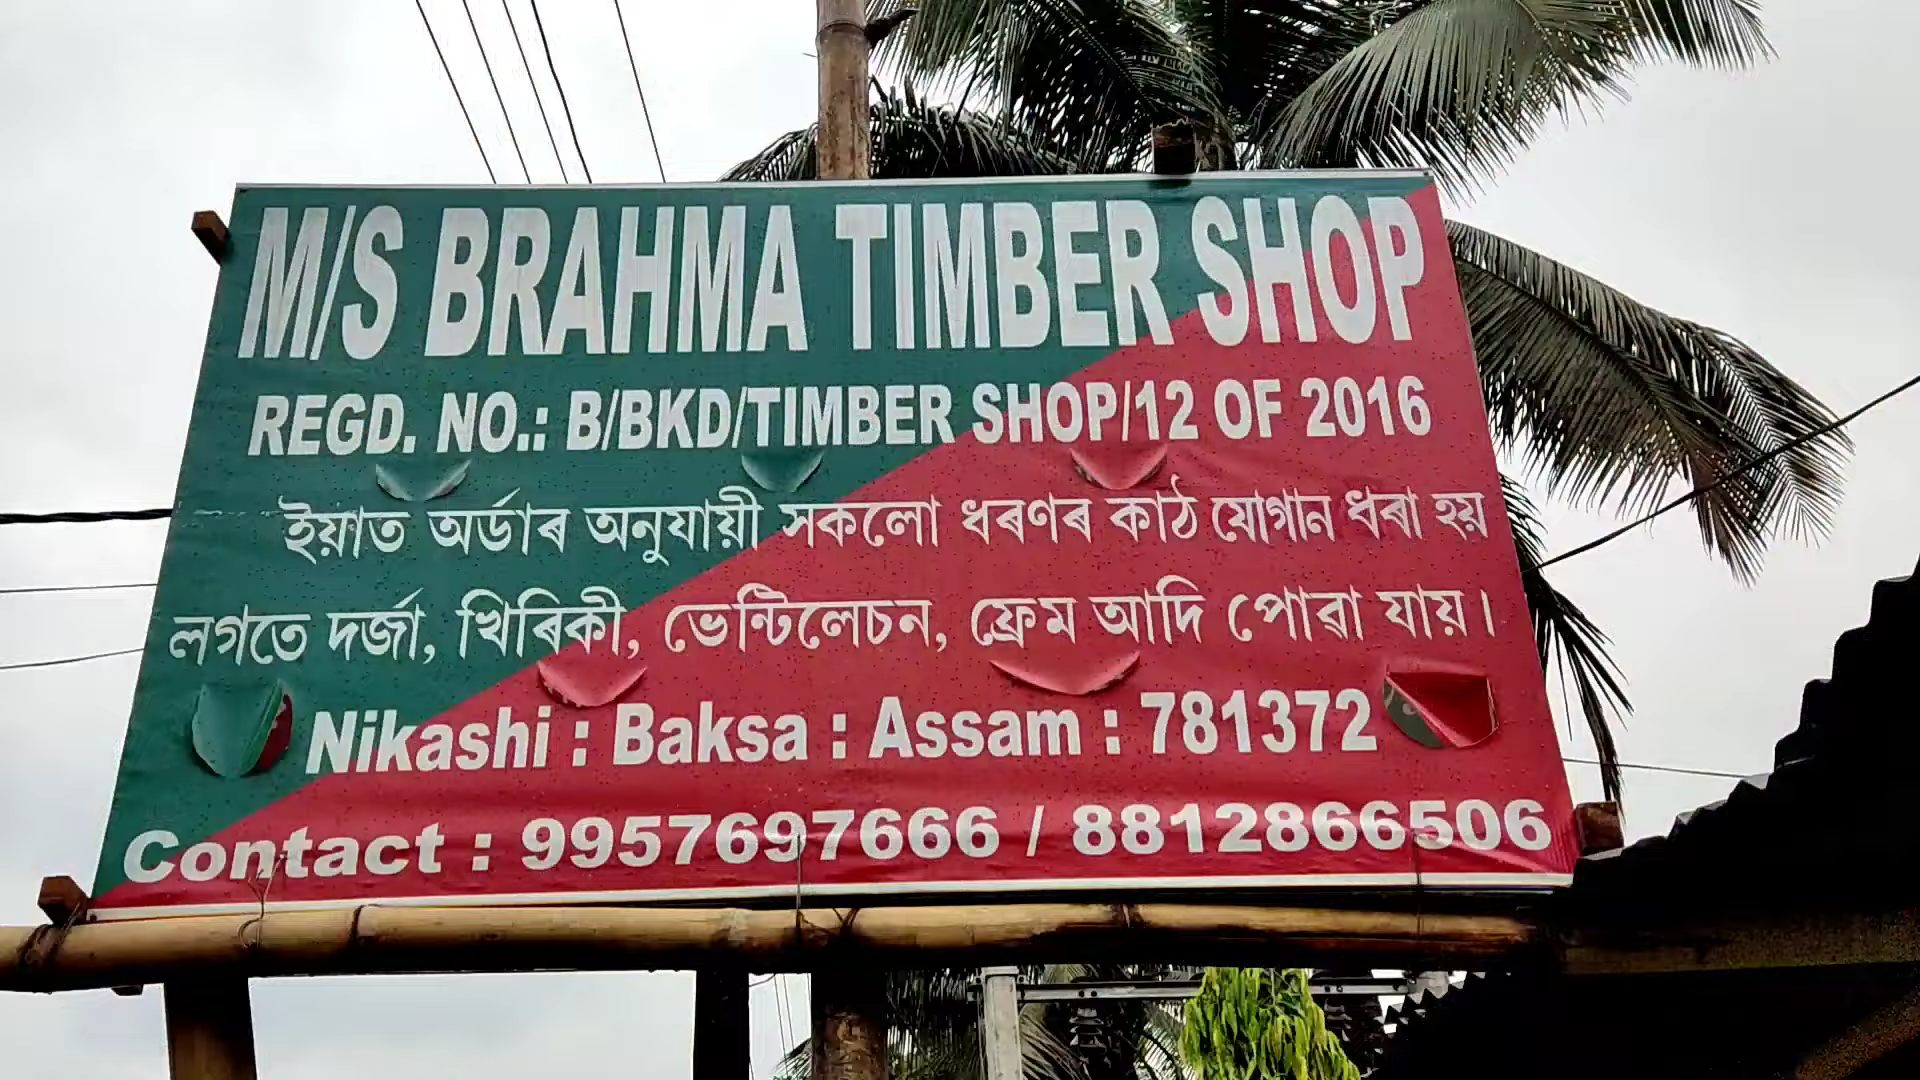 M/S BRAHMA TIMBER SHOP
REGD. NO.: B/BKD/TIMBER SHOP/12 OF 2016
ইয়াত অৰ্ডাৰ অনুযায়ী সকলো ধৰণৰ কাঠ যোগান ধৰা হয়
লগতে দৰ্জা, খিৰিকী, ভেন্টিলেচন, ফ্ৰেম আদি পোৱা যায়।
Nikashi : Baksa : Assam : 781372
Contact : 9957697666 / 8812866506